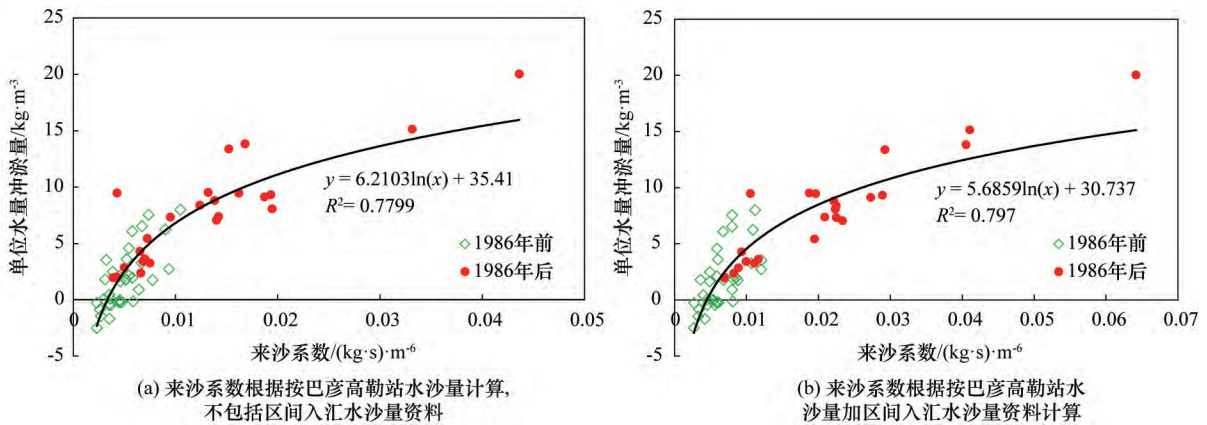 25
20
15
10
5
0
-5
单位水量冲淤量/kg·m-3
y = 6.2103ln(x) + 35.41
R2= 0.7799
1986年前
1986年后
0 0.01 0.02 0.03 0.04 0.05
来沙系数/(kg·s)·m-6
(a) 来沙系数根据按巴彦高勒站水沙量计算,
不包括区间入汇水沙量资料
25
20
15
10
5
0
-5
单位水量冲淤量/kg·m-3
y = 5.6859ln(x) + 30.737
R2= 0.797
1986年前
1986年后
0 0.01 0.02 0.03 0.04 0.05 0.06 0.07
来沙系数/(kg·s)·m-6
(b) 来沙系数根据按巴彦高勒站水
沙量加区间入汇水沙量资料计算